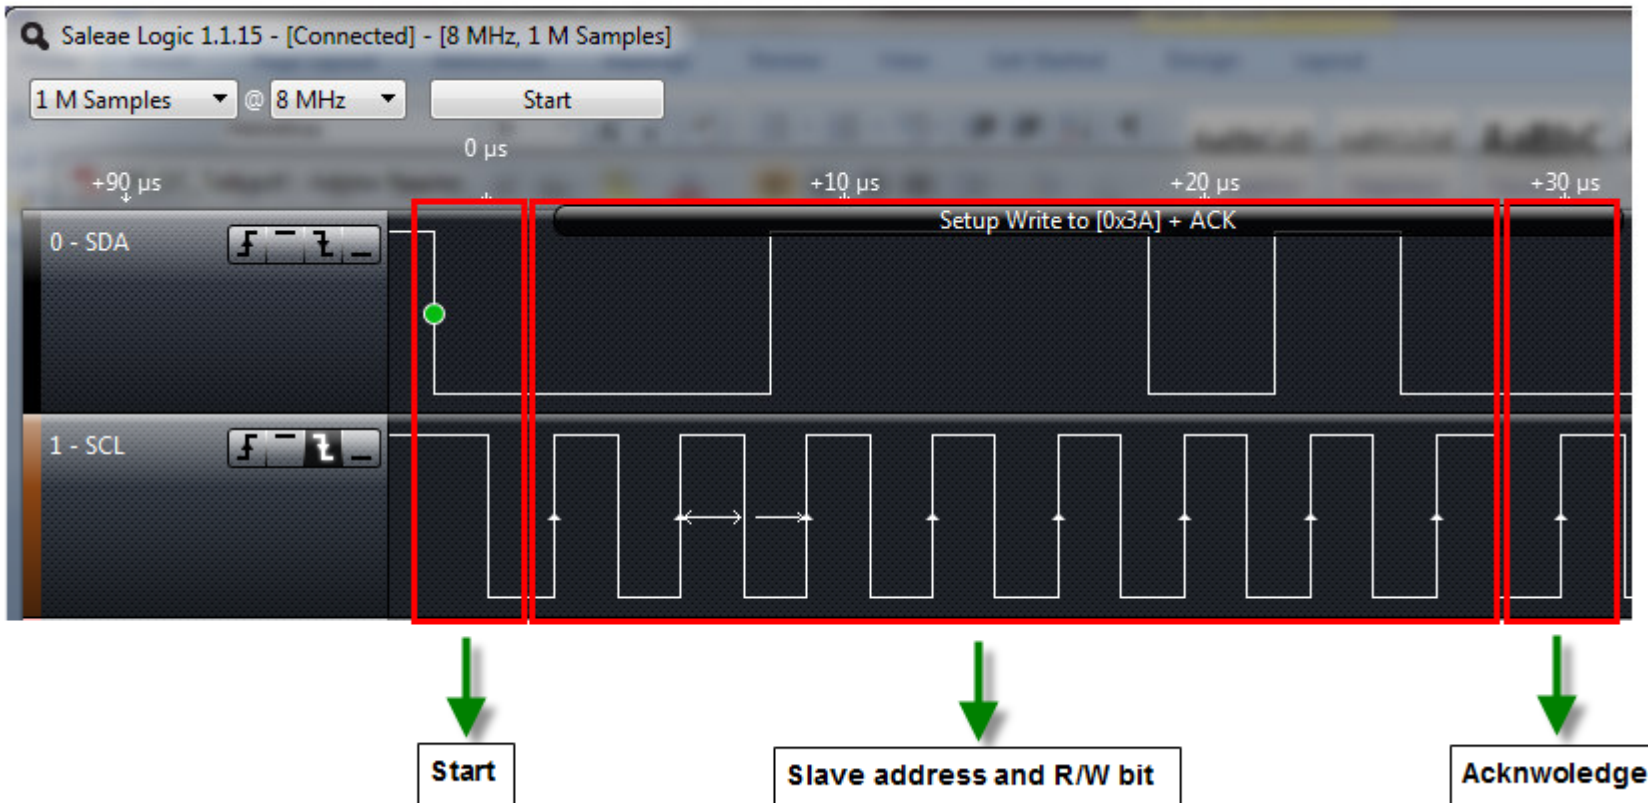 Saleae Logic 1.1.15 - [Connected] - [8 MHz, 1 M Samples]
1 M Samples @ 8 MHz Start
0 µs
+90 µs +10 µs +20 µs +30 µs
Setup Write to [0x3A] + ACK
0 - SDA
1 - SCL
Start
Slave address and R/W bit
Acknwoledge